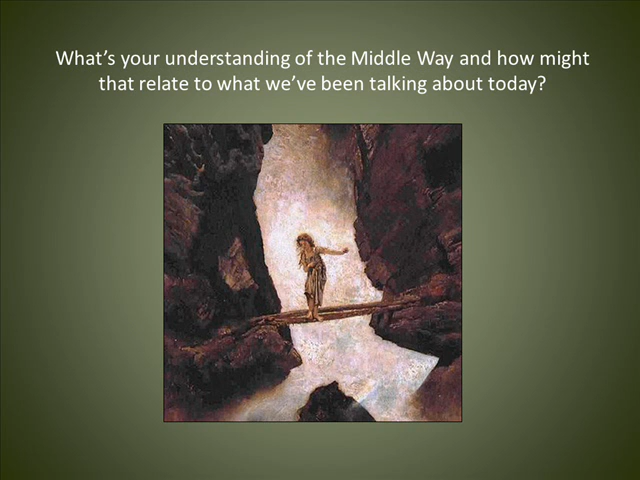 What’s your understanding of the Middle Way and how might
that relate to what we’ve been talking about today?